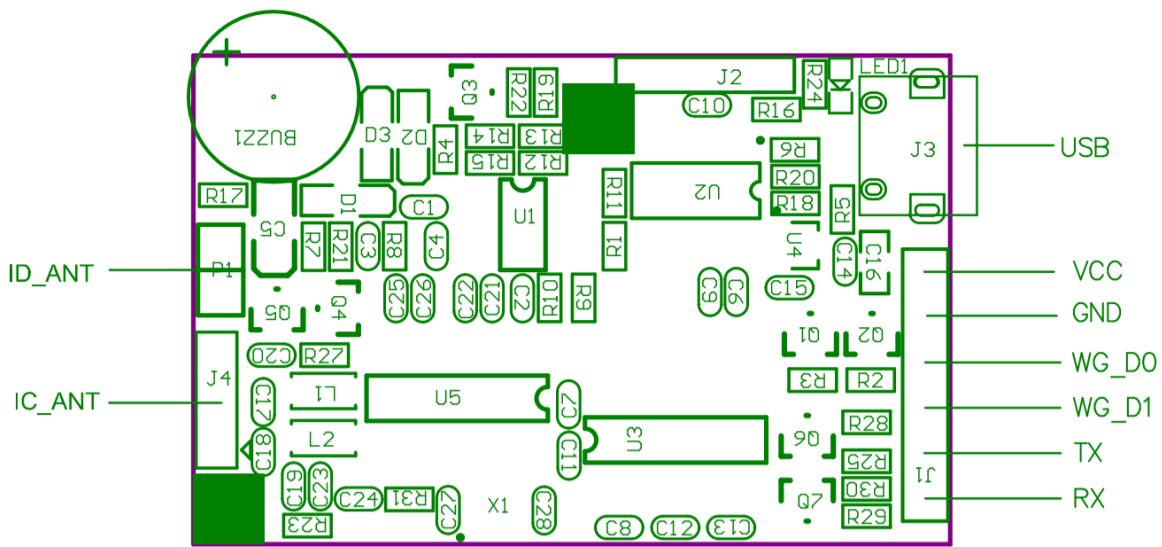 LED1
J2
Q3
R22
R19
R24
C10
R16
BUZZ1
D3
D2
R4
R14
R13
R15
R12
R6
J3
USB
R20
R17
D1
C1
U1
R11
U2
R18
R5
C5
R7
R21
C3
R8
C4
R1
U4
C14
C16
ID_ANT
P1
VCC
C25
C26
C22
C21
C2
R10
R9
C9
C6
C15
GND
Q5
Q4
Q1
Q2
C20
R27
WG_D0
J4
L1
U5
C7
R3
R2
IC_ANT
C17
WG_D1
L2
C18
C11
U3
Q6
R28
TX
R25
J1
C19
C23
C24
R31
C27
X1
C28
Q7
R30
RX
R23
C8
C12
C13
R29